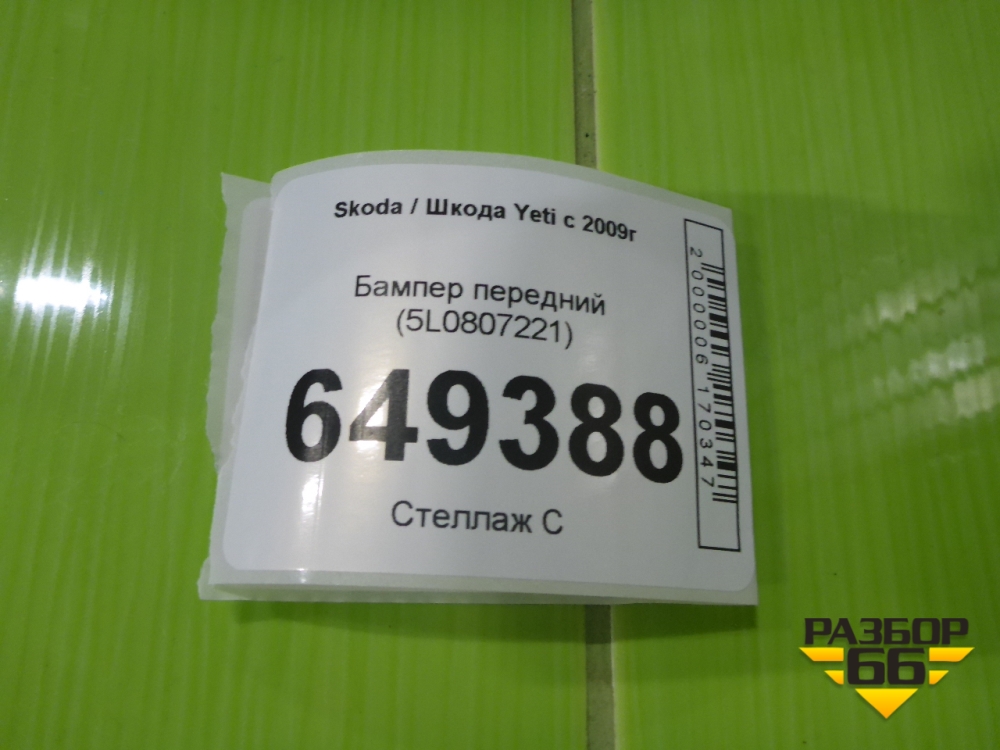 Skoda / Шкода Yeti с 2009г
Бампер передний
(5L0807221)
649388
Стеллаж С
2000006170347
РАЗБОР
66